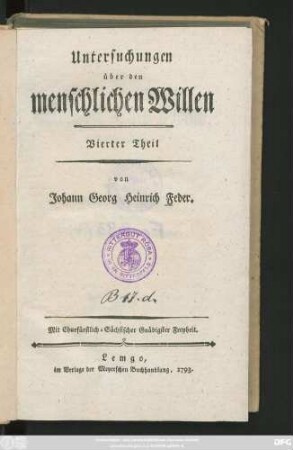 Untersuchungen
über den
menschlichen Willen
Vierter Theil
von
Johann Georg Heinrich Feder.
B 17. d.
Mit Churfürstlich-Sächsischer Gnädigster Freyheit.
Lemgo,
im Verlage der Meyerschen Buchhandlung, 1793.